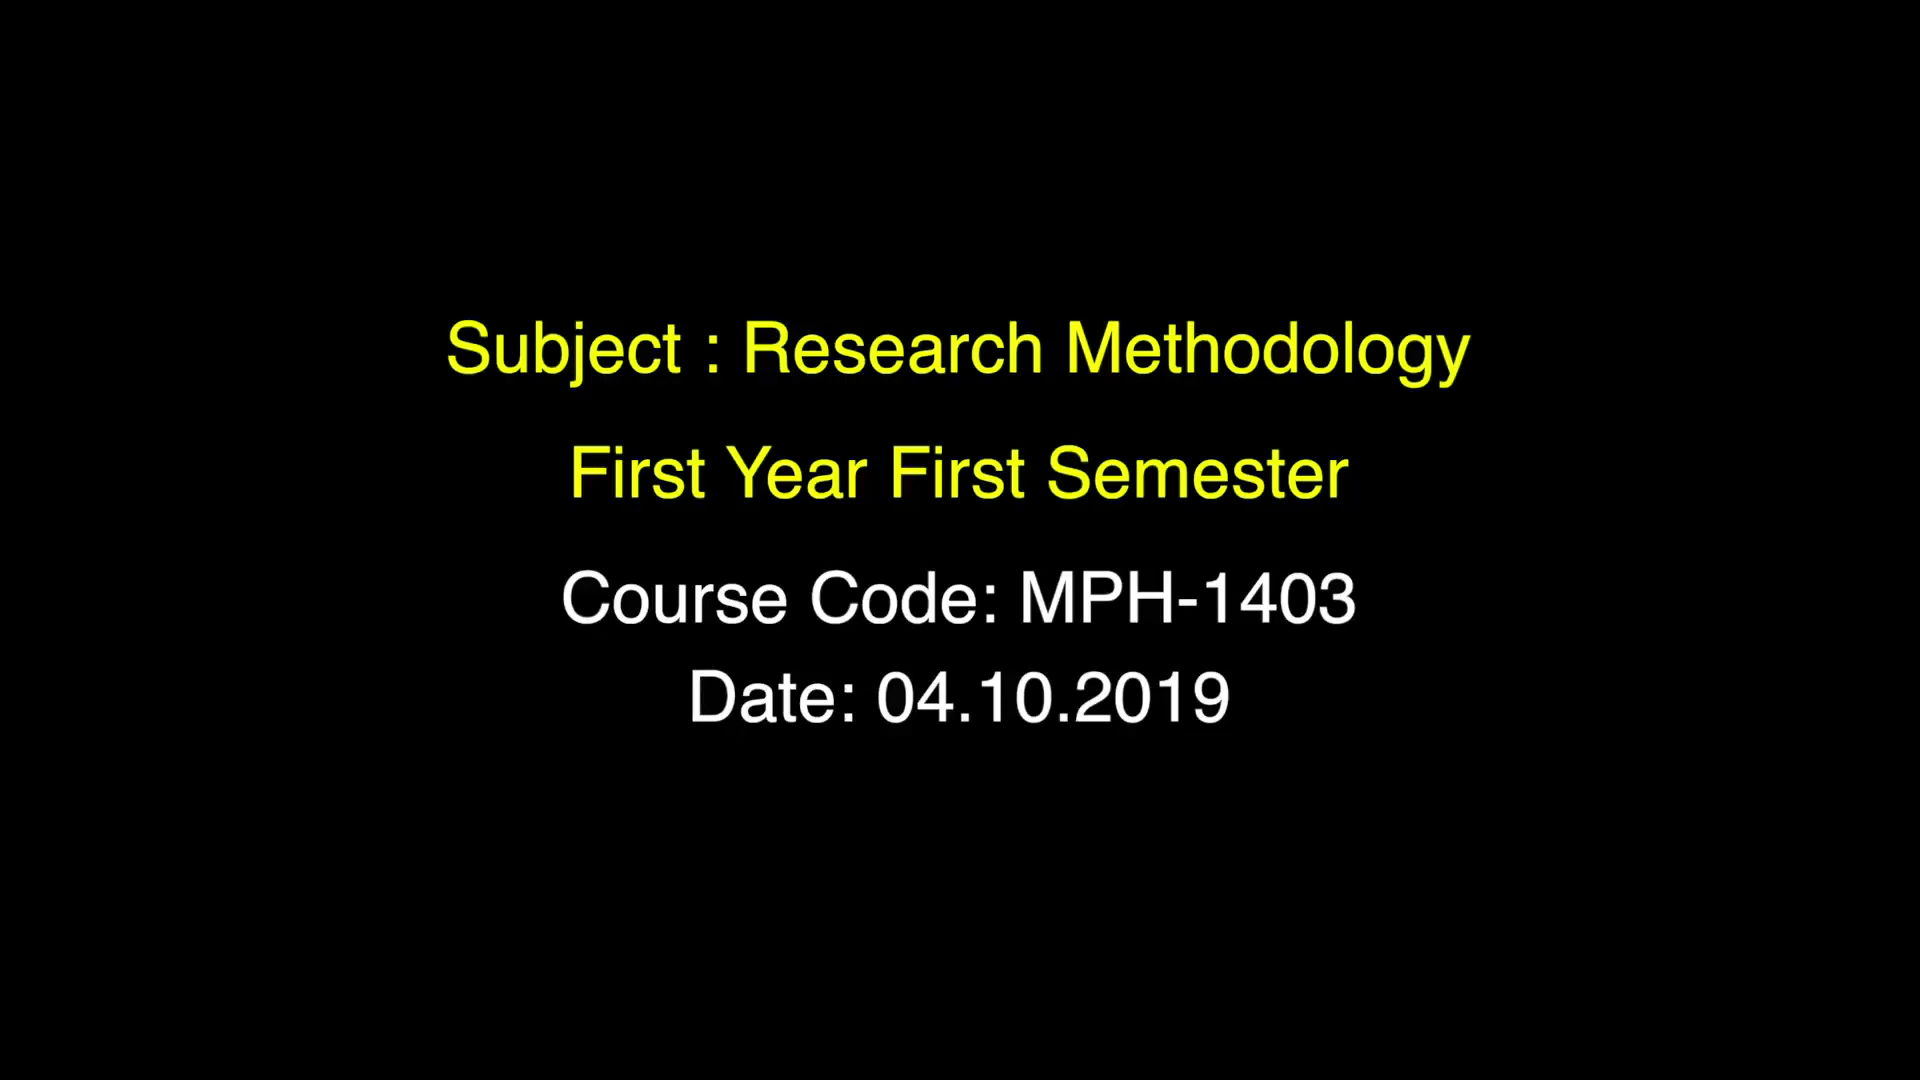 Subject : Research Methodology
First Year First Semester
Course Code: MPH-1403
Date: 04.10.2019